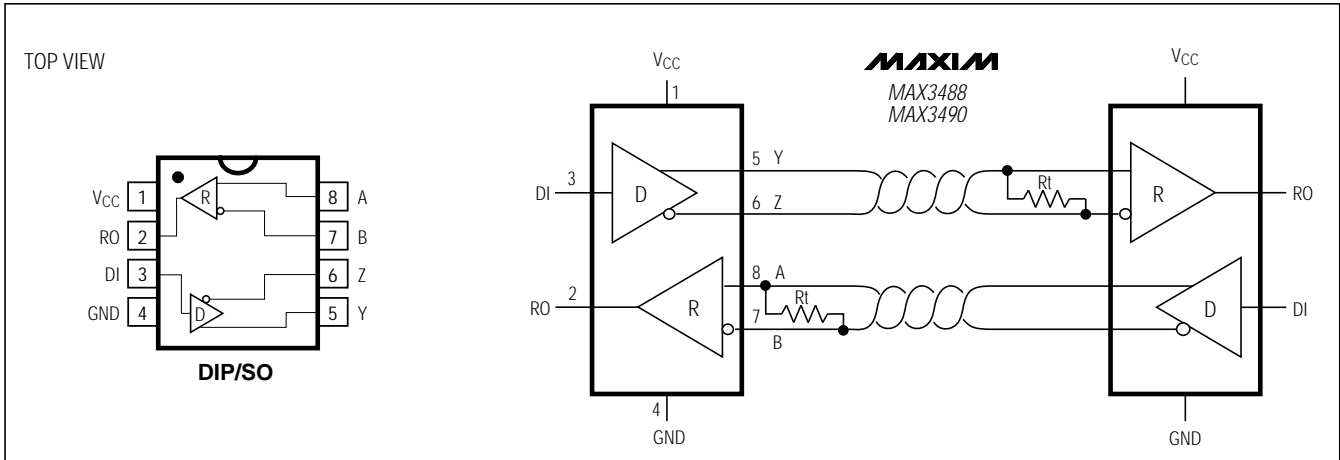 TOP VIEW
VCC 1
RO 2
DI 3
GND 4
8 A
7 B
6 Z
5 Y
R
D
DIP/SO
MAXIM
MAX3488
MAX3490
VCC
1
DI 3
D
5 Y
6 Z
Rt
R
RO
VCC
RO 2
R
8 A
7
B
Rt
D
DI
4
GND
GND